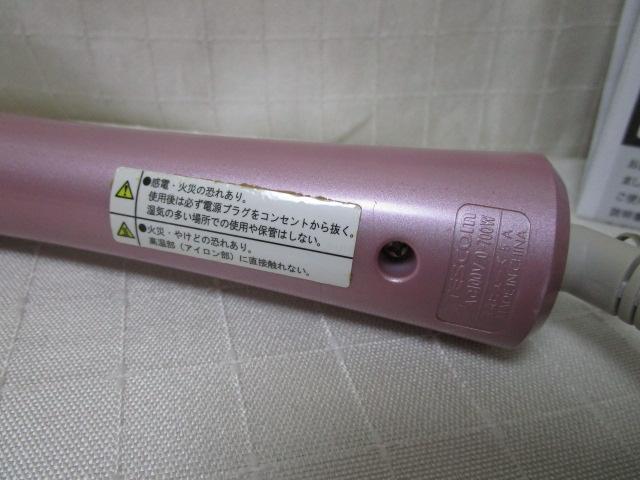 ●感電・火災の恐れあり。
使用後は必ず電源プラグをコンセントから抜く。
湿気の多い場所での使用や保管はしない。
●火災・やけどの恐れあり。
高温部(アイロン部)に直接触れない。
TESCOM
AC100V
700W
MADE IN CHINA